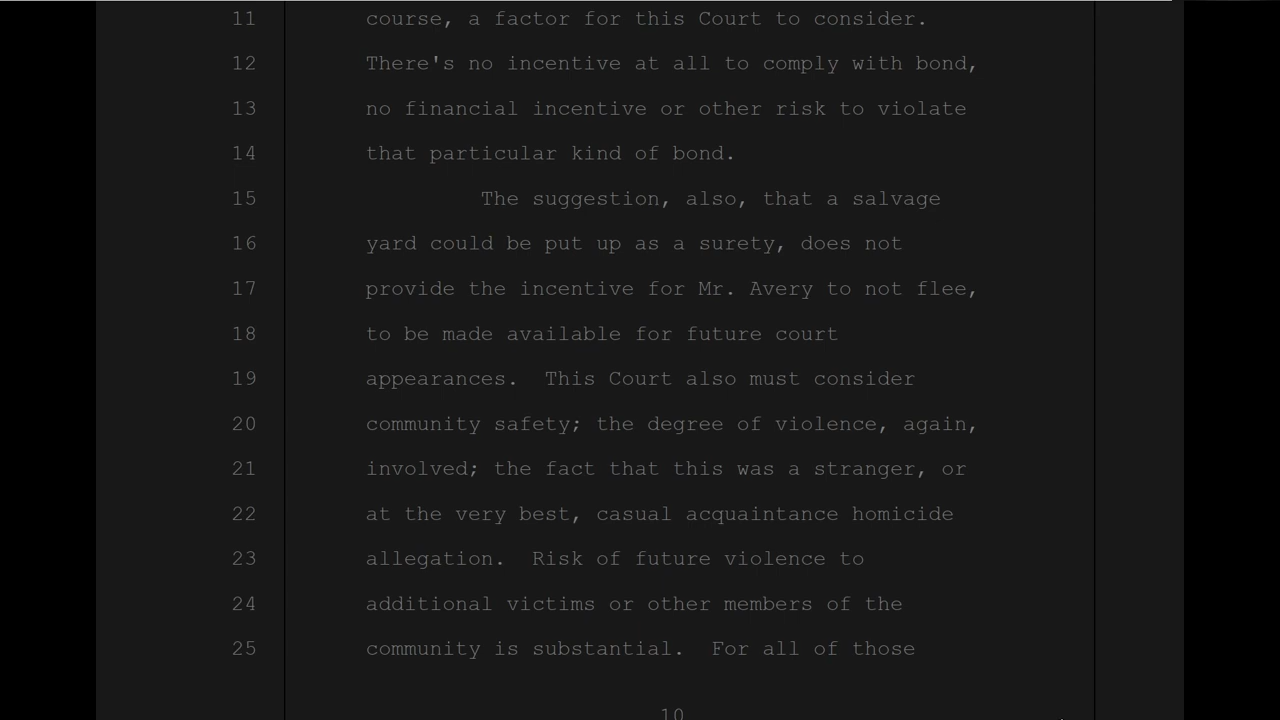 11 course, a factor for this Court to consider.
12 There's no incentive at all to comply with bond,
13 no financial incentive or other risk to violate
14 that particular kind of bond.
15 The suggestion, also, that a salvage
16 yard could be put up as a surety, does not
17 provide the incentive for Mr. Avery to not flee,
18 to be made available for future court
19 appearances. This Court also must consider
20 community safety; the degree of violence, again,
21 involved; the fact that this was a stranger, or
22 at the very best, casual acquaintance homicide
23 allegation. Risk of future violence to
24 additional victims or other members of the
25 community is substantial. For all of those
10